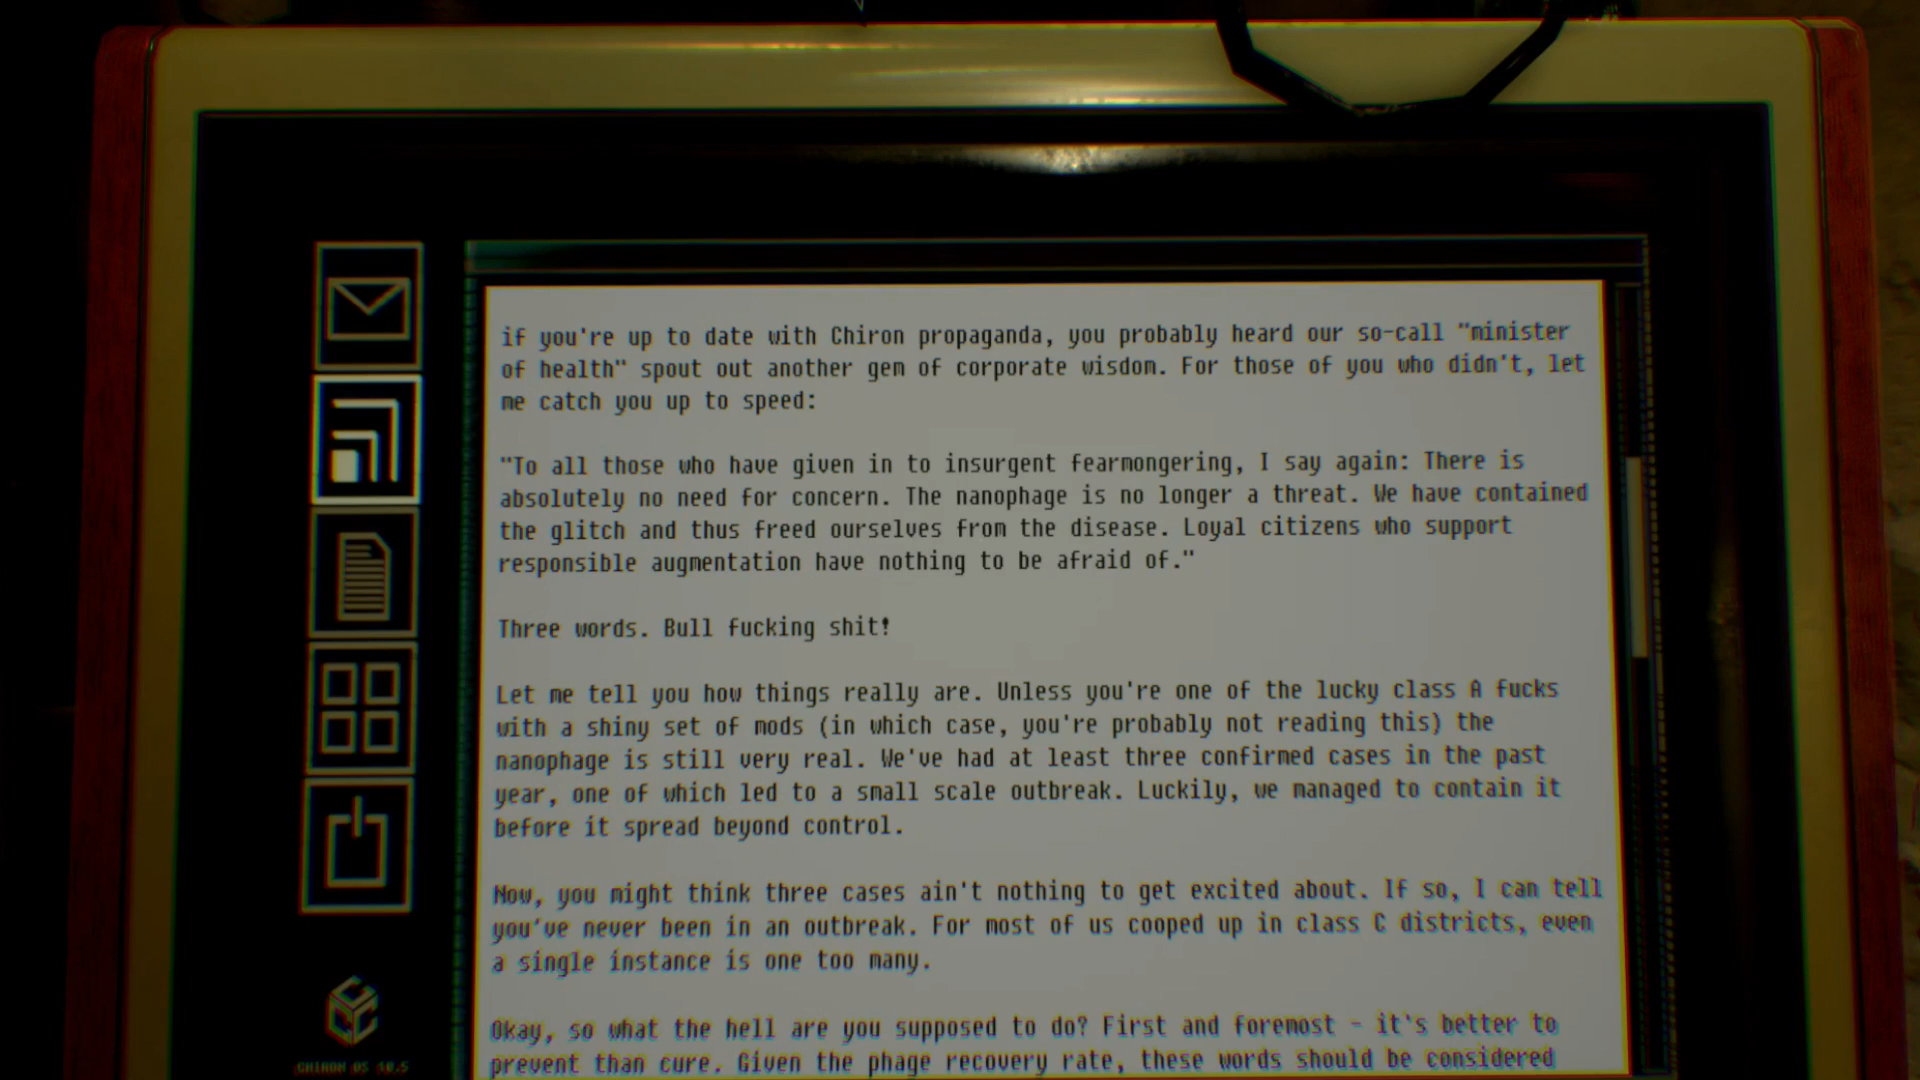 if you're up to date with Chiron propaganda, you probably heard our so-call "minister
of health" spout out another gem of corporate wisdom. For those of you who didn't, let
me catch you up to speed:
"To all those who have given in to insurgent fearmongering, I say again: There is
absolutely no need for concern. The nanophage is no longer a threat. We have contained
the glitch and thus freed ourselves from the disease. Loyal citizens who support
responsible augmentation have nothing to be afraid of."
Three words. Bull fucking shit!
Let me tell you how things really are. Unless you're one of the lucky class A fucks
with a shiny set of mods (in which case, you're probably not reading this) the
nanophage is still very real. We've had at least three confirmed cases in the past
year, one of which led to a small scale outbreak. Luckily, we managed to contain it
before it spread beyond control.
Now, you might think three cases ain't nothing to get excited about. If so, I can tell
you've never been in an outbreak. For most of us cooped up in class C districts, even
a single instance is one too many.
Okay, so what the hell are you supposed to do? First and foremost - it's better to
prevent than cure. Given the phage recovery rate, these words should be considered
CHIRON OS 10.5